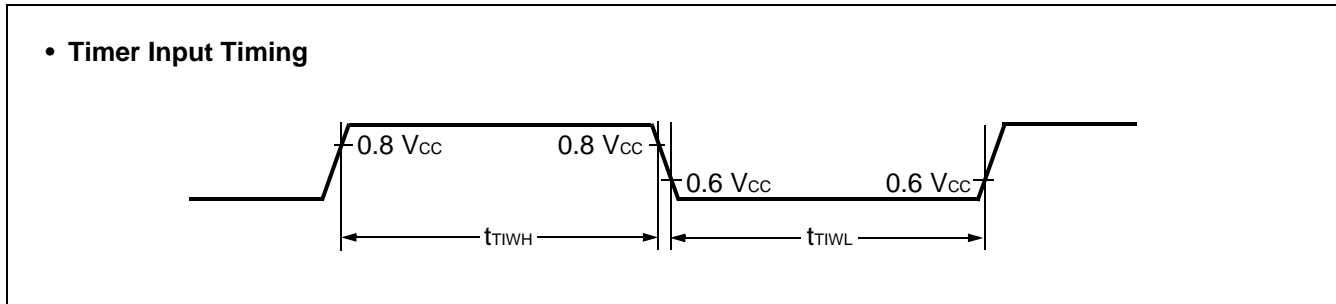 • Timer Input Timing
0.8 VCC 0.8 VCC
0.6 VCC 0.6 VCC
tTIWH tTIWL